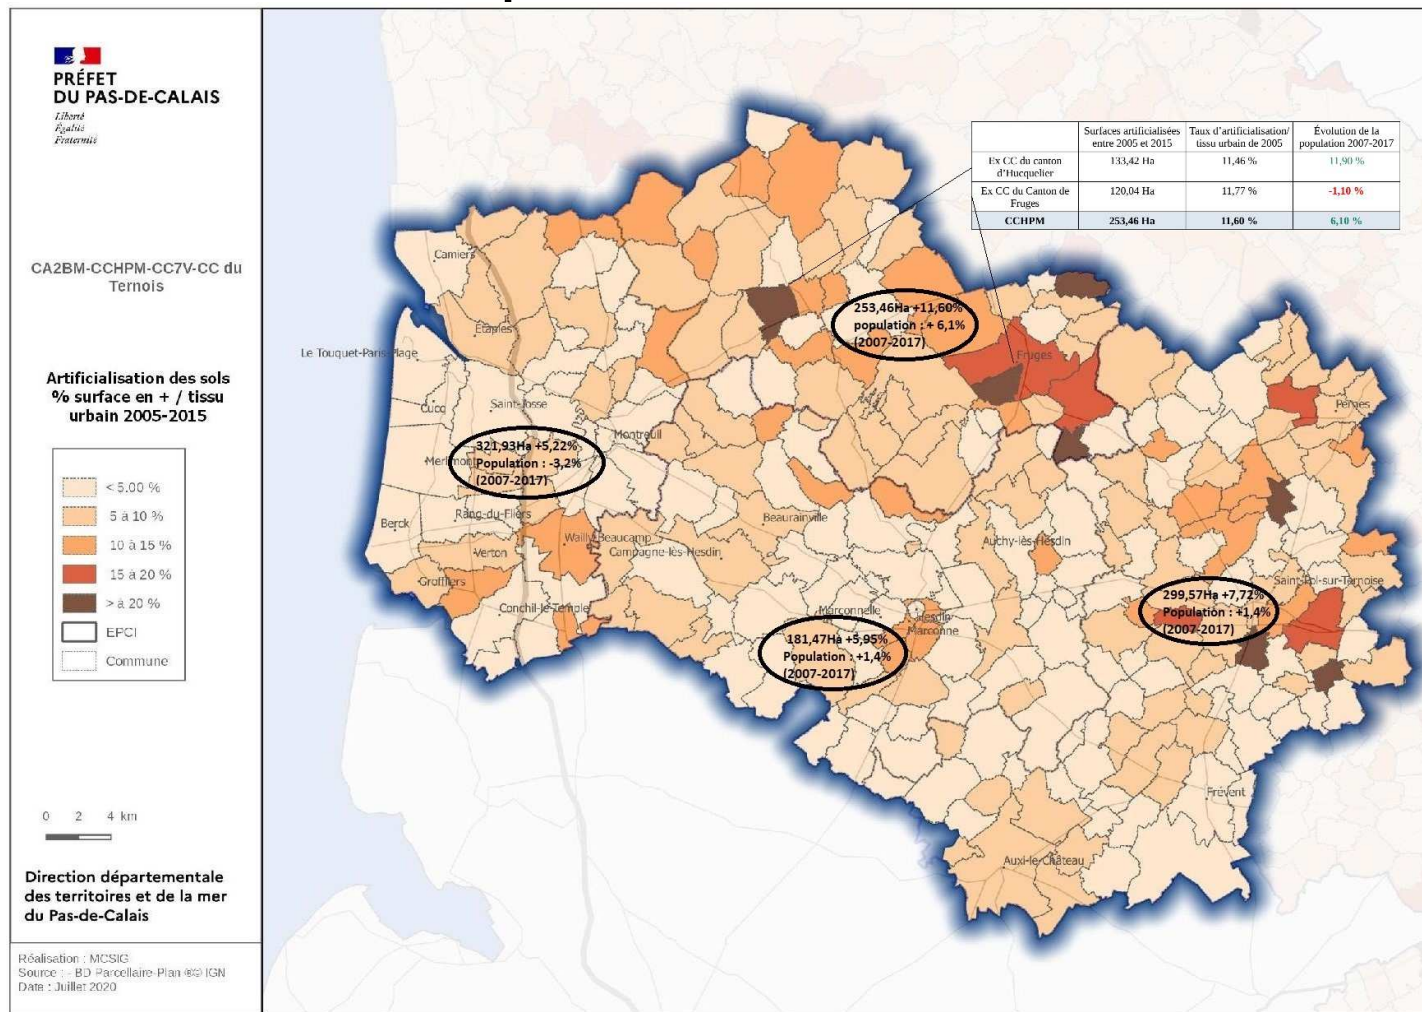 PRÉFET
DU PAS-DE-CALAIS
Liberté
Égalité
Fraternité
CA2BM-CCHPM-CC7V-CC du
Ternois
Artificialisation des sols
% surface en + / tissu
urbain 2005-2015
< 5.00 %
5 à 10 %
10 à 15 %
15 à 20 %
> à 20 %
EPCI
Commune
0 2 4 km
Direction départementale
des territoires et de la mer
du Pas-de-Calais
Réalisation : MCSIG
Source : - BD Parcellaire-Plan ®© IGN
Date : Juillet 2020
Surfaces artificialisées
entre 2005 et 2015
Taux d'artificialisation/
tissu urbain de 2005
Évolution de la
population 2007-2017
Ex CC du canton
d'Hucquelier
133,42 Ha
11,46 %
11,90 %
Ex CC du Canton de
Fruges
120,04 Ha
11,77 %
-1,10 %
CCHPM
253,46 Ha
11,60 %
6,10 %
Camiers
Etaples
Le Touquet-Paris-Plage
Cucq
Saint-Josse
Montreuil
321,93Ha +5,22%
Merlimont
Population : -3,2%
(2007-2017)
253,46Ha +11,60%
population : + 6,1%
(2007-2017)
Fruges
Pernes
Berck
Rang-du-Fliers
Verton
Wailly-Beaucamp
Campagne-lès-Hesdin
Beaurainville
Auchy-lès-Hesdin
Groffliers
Conchil-le-Temple
Marconnelle
Hesdin
Marconne
181,47Ha +5,95%
Population : +1,4%
(2007-2017)
Saint-Pol-sur-Ternoise
299,57Ha +7,72%
Population : +1,4%
(2007-2017)
Frévent
Auxi-le-Château